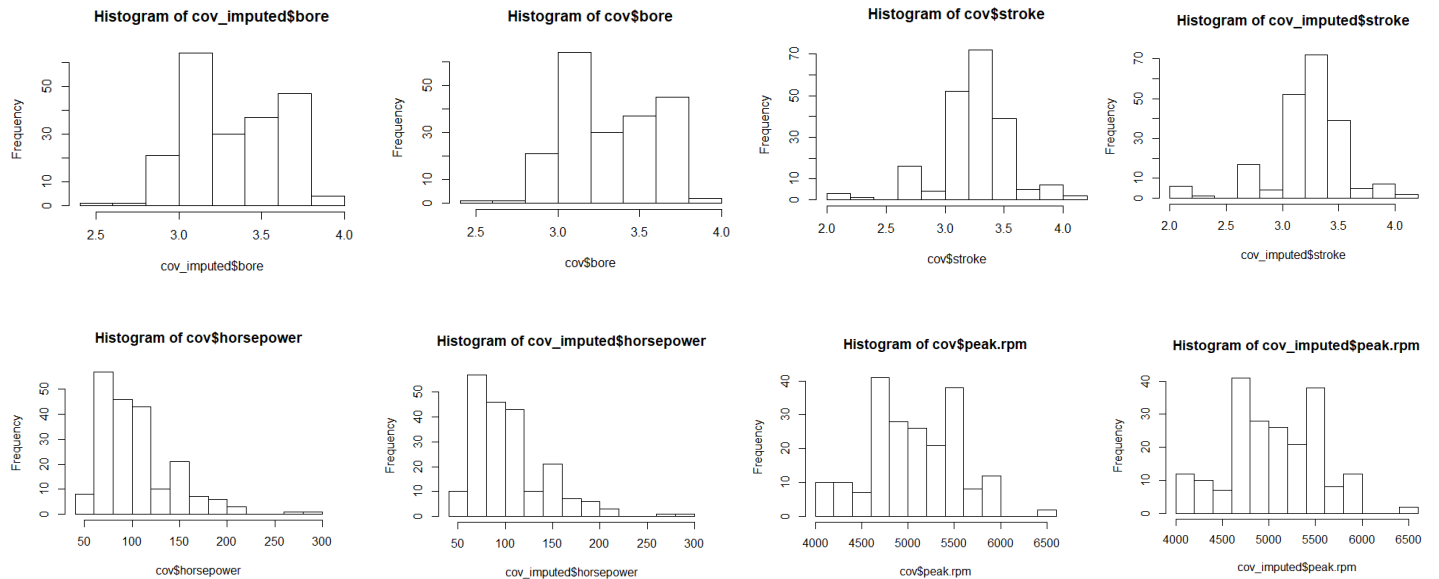 Histogram of cov_imputed$bore
Frequency
10
30
50
0
2.5 3.0 3.5 4.0
cov_imputed$bore
Histogram of cov$bore
Frequency
50
30
10
0
2.5 3.0 3.5 4.0
cov$bore
Histogram of cov$stroke
Frequency
70
50
30
10
0
2.0 2.5 3.0 3.5 4.0
cov$stroke
Histogram of cov_imputed$stroke
Frequency
70
50
30
10
0
2.0 2.5 3.0 3.5 4.0
cov_imputed$stroke
Histogram of cov$horsepower
Frequency
50
40
30
20
10
0
50 100 150 200 250 300
cov$horsepower
Histogram of cov_imputed$horsepower
Frequency
50
40
30
20
10
0
50 100 150 200 250 300
cov_imputed$horsepower
Histogram of cov$peak.rpm
Frequency
40
30
20
10
0
4000 4500 5000 5500 6000 6500
cov$peak.rpm
Histogram of cov_imputed$peak.rpm
Frequency
40
30
20
10
0
4000 4500 5000 5500 6000 6500
cov_imputed$peak.rpm